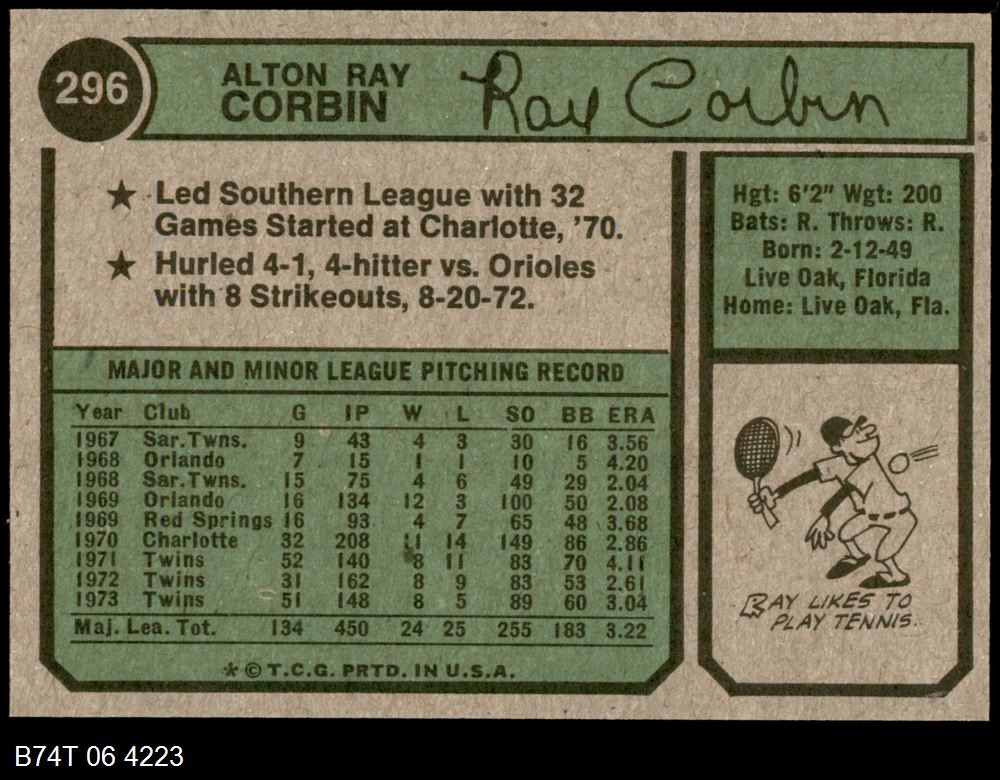 296
ALTON RAY
CORBIN
Ray Corbin
★ Led Southern League with 32
Games Started at Charlotte, '70.
★ Hurled 4-1, 4-hitter vs. Orioles
with 8 Strikeouts, 8-20-72.
Hgt: 6'2" Wgt: 200
Bats: R. Throws: R.
Born: 2-12-49
Live Oak, Florida
Home: Live Oak, Fla.
MAJOR AND MINOR LEAGUE PITCHING RECORD
Year Club G IP W L SO BB ERA
1967 Sar. Twns. 9 43 4 3 30 16 3.56
1968 Orlando 7 15 1 1 10 5 4.20
1968 Sar. Twns. 15 75 4 6 49 29 2.04
1969 Orlando 16 134 12 3 100 50 2.08
1969 Red Springs 16 93 4 7 65 48 3.68
1970 Charlotte 32 208 11 14 149 86 2.86
1971 Twins 52 140 8 11 83 70 4.11
1972 Twins 31 162 8 9 83 53 2.61
1973 Twins 51 148 8 5 89 60 3.04
Maj. Lea. Tot. 134 450 24 25 255 183 3.22
* © T.C.G. PRTD. IN U.S.A.
RAY LIKES TO
PLAY TENNIS.
B74T 06 4223